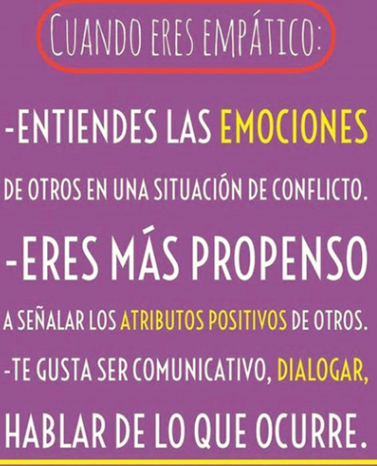 CUANDO ERES EMPÁTICO:
-ENTIENDES LAS EMOCIONES
DE OTROS EN UNA SITUACIÓN DE CONFLICTO.
-ERES MÁS PROPENSO
A SEÑALAR LOS ATRIBUTOS POSITIVOS DE OTROS.
-TE GUSTA SER COMUNICATIVO, DIALOGAR,
HABLAR DE LO QUE OCURRE.